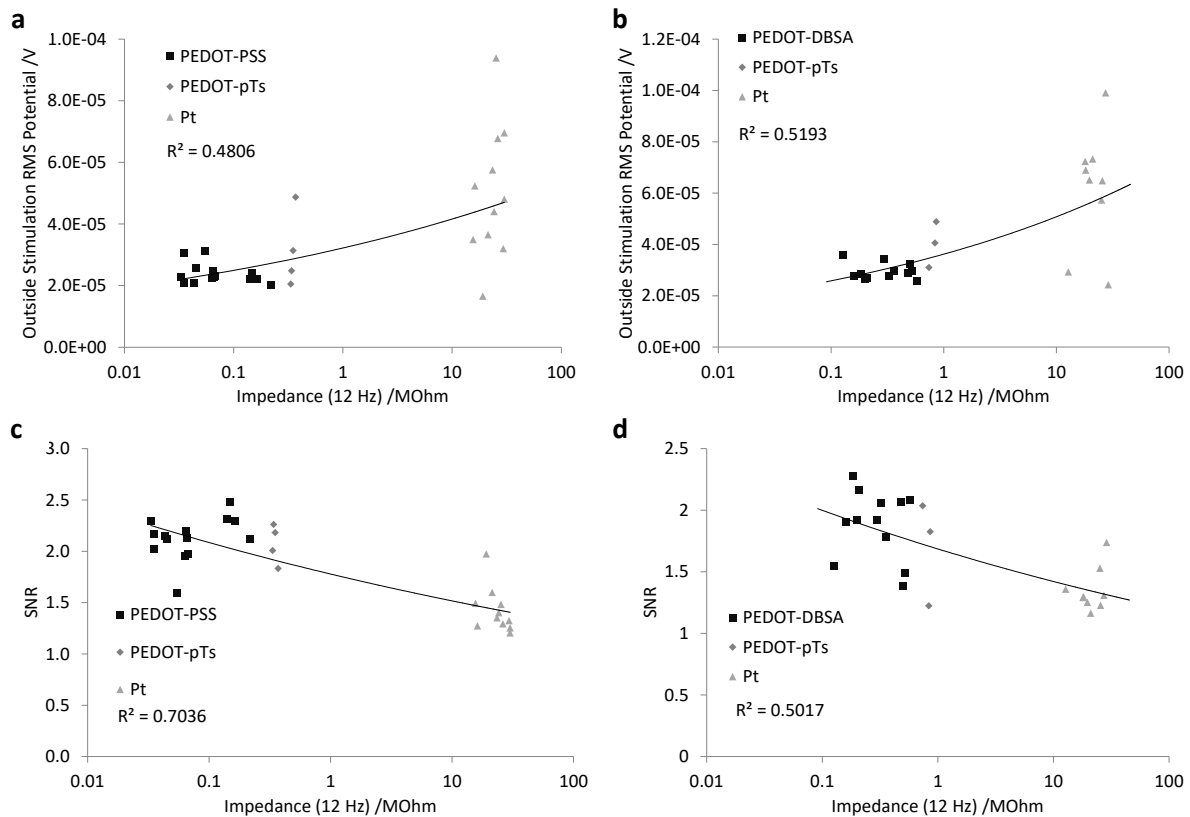 a
1.0E-04
8.0E-05
6.0E-05
4.0E-05
2.0E-05
0.0E+00
Outside Stimulation RMS Potential /V
PEDOT-PSS
PEDOT-pTs
Pt
R² = 0.4806
0.01 0.1 1 10 100
Impedance (12 Hz) /MOhm
b
1.2E-04
1.0E-04
8.0E-05
6.0E-05
4.0E-05
2.0E-05
0.0E+00
Outside Stimulation RMS Potential /V
PEDOT-DBSA
PEDOT-pTs
Pt
R² = 0.5193
0.01 0.1 1 10 100
Impedance (12 Hz) /MOhm
c
3.0
2.5
2.0
1.5
1.0
0.5
0.0
SNR
PEDOT-PSS
PEDOT-pTs
Pt
R² = 0.7036
0.01 0.1 1 10 100
Impedance (12 Hz) /MOhm
d
2.5
2
1.5
1
0.5
0
SNR
PEDOT-DBSA
PEDOT-pTs
Pt
R² = 0.5017
0.01 0.1 1 10 100
Impedance (12 Hz) /MOhm